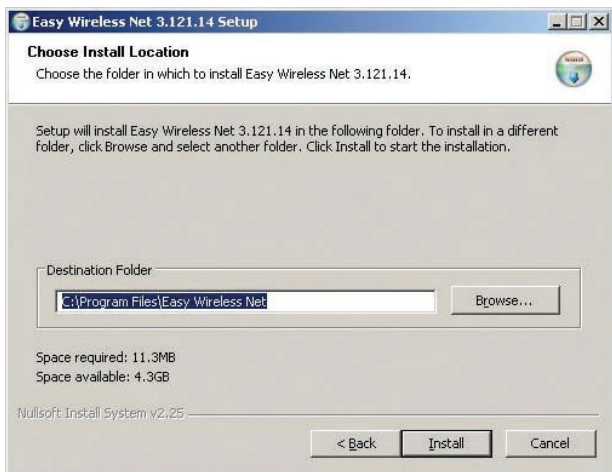 Easy Wireless Net 3.121.14 Setup
Choose Install Location
Choose the folder in which to install Easy Wireless Net 3.121.14.
Setup will install Easy Wireless Net 3.121.14 in the following folder. To install in a different
folder, click Browse and select another folder. Click Install to start the installation.
Destination Folder
C:\Program Files\Easy Wireless Net
Browse...
Space required: 11.3MB
Space available: 4.3GB
Nullsoft Install System v2.25
< Back
Install
Cancel